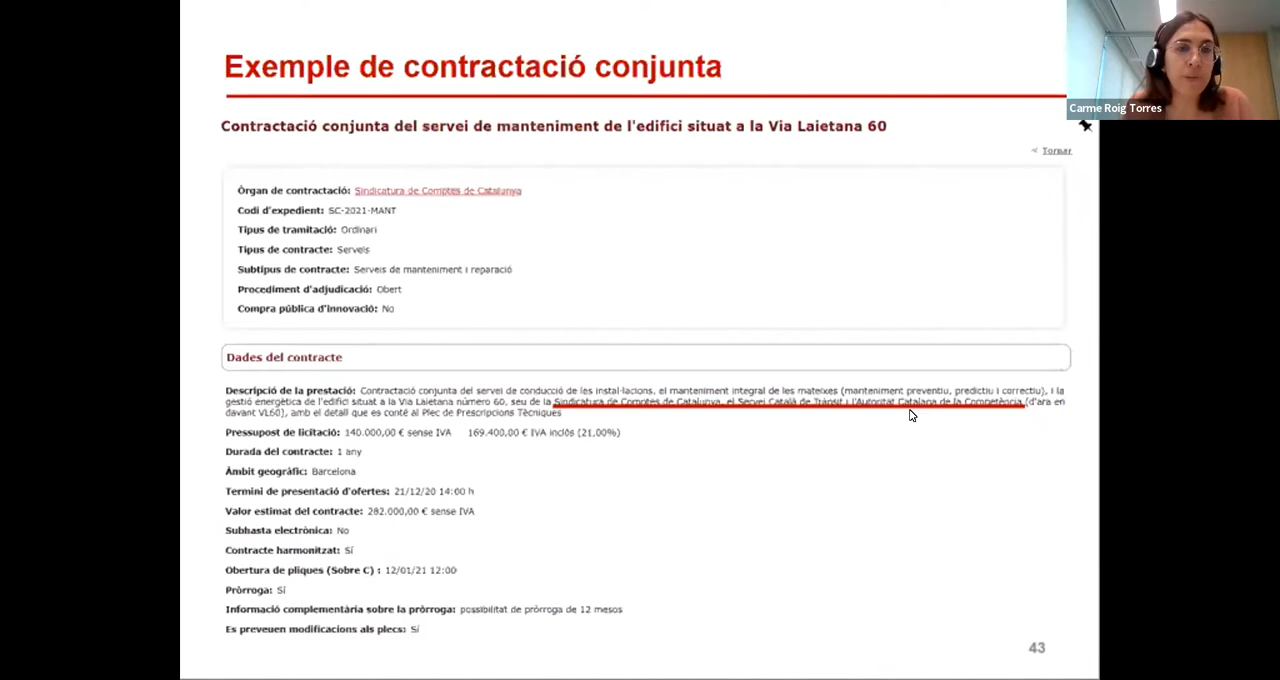 Exemple de contractació conjunta
Carme Roig Torres
Contractació conjunta del servei de manteniment de l'edifici situat a la Via Laietana 60
< Tornar
Òrgan de contractació: Sindicatura de Comptes de Catalunya
Codi d'expedient: SC-2021-MANT
Tipus de tramitació: Ordinari
Tipus de contracte: Serveis
Subtipus de contracte: Serveis de manteniment i reparació
Procediment d'adjudicació: Obert
Compra pública d'innovació: No
Dades del contracte
Descripció de la prestació: Contractació conjunta del servei de conducció de les instal·lacions, el manteniment integral de les mateixes (manteniment preventiu, predictiu i correctiu), i la
gestió energètica de l'edifici situat a la Via Laietana número 60, seu de la Sindicatura de Comptes de Catalunya, el Servei Català de Trànsit i l'Autoritat Catalana de la Competència (d'ara en
davant VL60), amb el detall que es conté al Plec de Prescripcions Tècniques
Pressupost de licitació: 140.000,00 € sense IVA 169.400,00 € IVA inclòs (21,00%)
Durada del contracte: 1 any
Àmbit geogràfic: Barcelona
Termini de presentació d'ofertes: 21/12/20 14:00 h
Valor estimat del contracte: 282.000,00 € sense IVA
Subhasta electrònica: No
Contracte harmonitzat: Sí
Obertura de pliques (Sobre C) : 12/01/21 12:00
Pròrroga: Sí
Informació complementària sobre la pròrroga: possibilitat de pròrroga de 12 mesos
Es preveuen modificacions als plecs: Sí
43